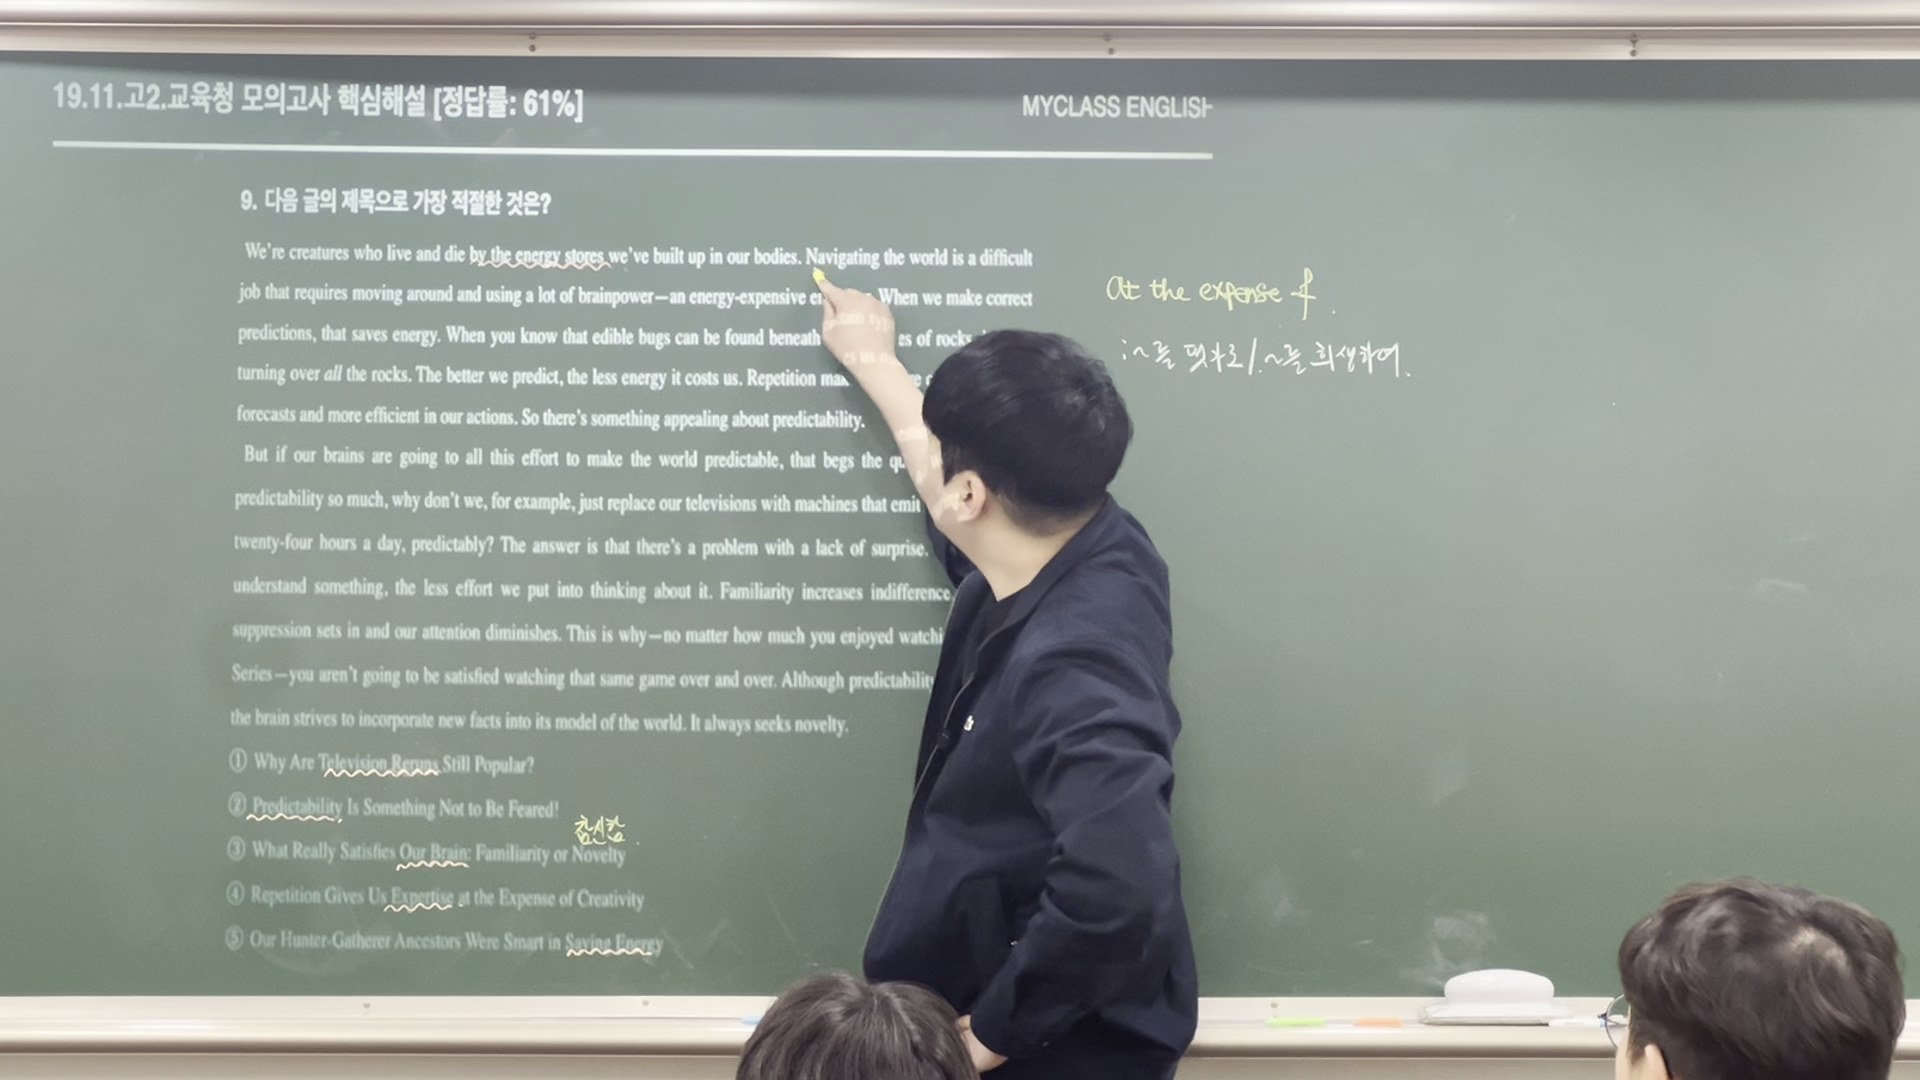 19.11.고2.교육청 모의고사 핵심해설 [정답률: 61%]
MYCLASS ENGLISH
9. 다음 글의 제목으로 가장 적절한 것은?
We're creatures who live and die by the energy stores we've built up in our bodies. Navigating the world is a difficult
job that requires moving around and using a lot of brainpower—an energy-expensive When we make correct
predictions, that saves energy. When you know that edible bugs can be found beneath of rocks
turning over all the rocks. The better we predict, the less energy it costs us. Repetition
forecasts and more efficient in our actions. So there's something appealing about predictability.
But if our brains are going to all this effort to make the world predictable, that begs the
predictability so much, why don't we, for example, just replace our televisions with machines that emit
twenty-four hours a day, predictably? The answer is that there's a problem with a lack of surprise.
understand something, the less effort we put into thinking about it. Familiarity increases indifference
suppression sets in and our attention diminishes. This is why—no matter how much you enjoyed
Series—you aren't going to be satisfied watching that same game over and over. Although
the brain strives to incorporate new facts into its model of the world. It always seeks novelty.
① Why Are Television Reruns Still Popular?
② Predictability Is Something Not to Be Feared!
참신함
③ What Really Satisfies Our Brain: Familiarity or Novelty
④ Repetition Gives Us Expertise at the Expense of Creativity
⑤ Our Hunter-Gatherer Ancestors Were Smart in Saving Energy
at the expense of
: ~를 댓가로 / ~를 희생하여.